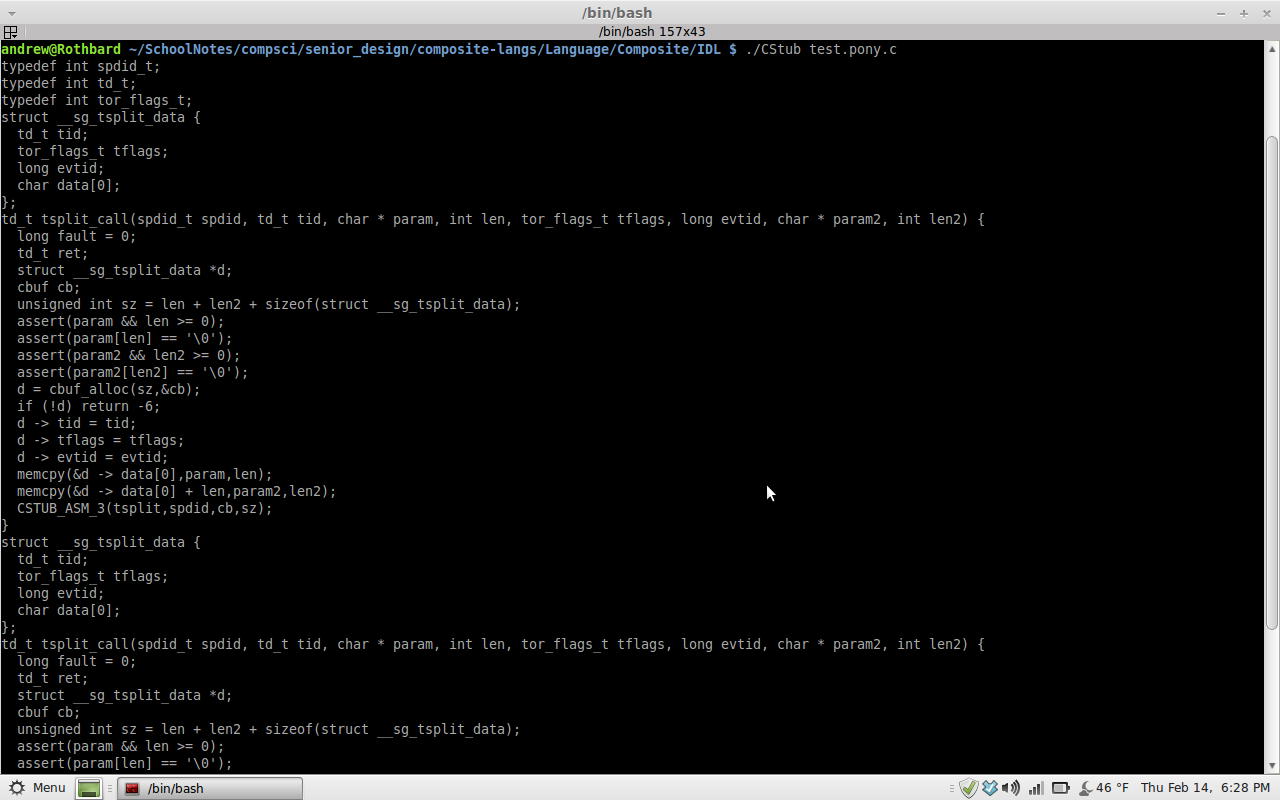 /bin/bash
/bin/bash 157x43
andrew@Rothbard ~/SchoolNotes/compsci/senior_design/composite-langs/Language/Composite/IDL $ ./CStub test.pony.c
typedef int spdid_t;
typedef int td_t;
typedef int tor_flags_t;
struct __sg_tsplit_data {
  td_t tid;
  tor_flags_t tflags;
  long evtid;
  char data[0];
};
td_t tsplit_call(spdid_t spdid, td_t tid, char * param, int len, tor_flags_t tflags, long evtid, char * param2, int len2) {
  long fault = 0;
  td_t ret;
  struct __sg_tsplit_data *d;
  cbuf cb;
  unsigned int sz = len + len2 + sizeof(struct __sg_tsplit_data);
  assert(param && len >= 0);
  assert(param[len] == '\0');
  assert(param2 && len2 >= 0);
  assert(param2[len2] == '\0');
  d = cbuf_alloc(sz,&cb);
  if (!d) return -6;
  d -> tid = tid;
  d -> tflags = tflags;
  d -> evtid = evtid;
  memcpy(&d -> data[0],param,len);
  memcpy(&d -> data[0] + len,param2,len2);
  CSTUB_ASM_3(tsplit,spdid,cb,sz);
}
struct __sg_tsplit_data {
  td_t tid;
  tor_flags_t tflags;
  long evtid;
  char data[0];
};
td_t tsplit_call(spdid_t spdid, td_t tid, char * param, int len, tor_flags_t tflags, long evtid, char * param2, int len2) {
  long fault = 0;
  td_t ret;
  struct __sg_tsplit_data *d;
  cbuf cb;
  unsigned int sz = len + len2 + sizeof(struct __sg_tsplit_data);
  assert(param && len >= 0);
  assert(param[len] == '\0');
Menu /bin/bash 46 °F Thu Feb 14, 6:28 PM